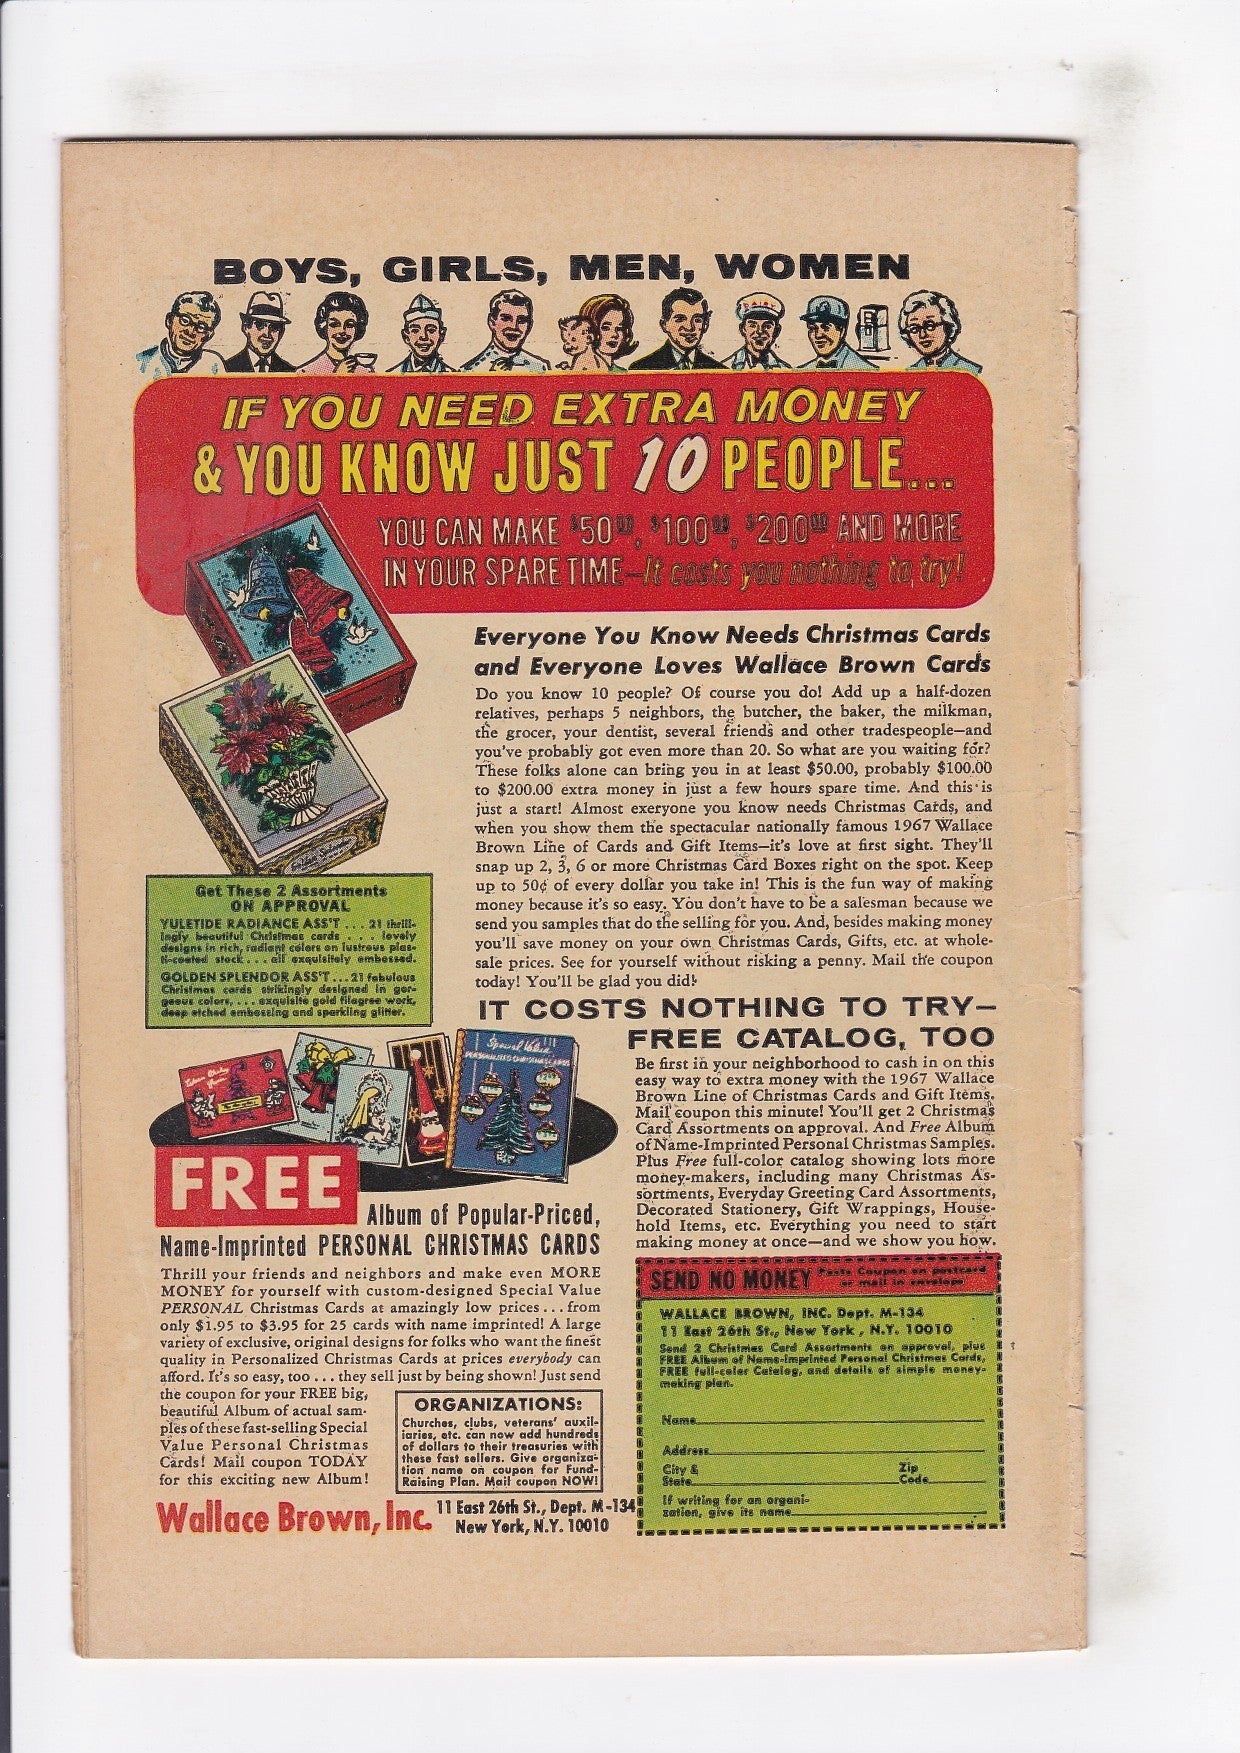 BOYS, GIRLS, MEN, WOMEN
DAIRY
IF YOU NEED EXTRA MONEY
& YOU KNOW JUST 10 PEOPLE...
YOU CAN MAKE $50.00, $100.00, $200.00 AND MORE
IN YOUR SPARE TIME—It costs you nothing to try!
Everyone You Know Needs Christmas Cards
and Everyone Loves Wallace Brown Cards
Do you know 10 people? Of course you do! Add up a half-dozen
relatives, perhaps 5 neighbors, the butcher, the baker, the milkman,
the grocer, your dentist, several friends and other tradespeople—and
you've probably got even more than 20. So what are you waiting for?
These folks alone can bring you in at least $50.00, probably $100.00
to $200.00 extra money in just a few hours spare time. And this is
just a start! Almost exeryone you know needs Christmas Cards, and
when you show them the spectacular nationally famous 1967 Wallace
Brown Line of Cards and Gift Items—it's love at first sight. They'll
snap up 2, 3, 6 or more Christmas Card Boxes right on the spot. Keep
up to 50¢ of every dollar you take in! This is the fun way of making
money because it's so easy. You don't have to be a salesman because we
send you samples that do the selling for you. And, besides making money
you'll save money on your own Christmas Cards, Gifts, etc. at whole-
sale prices. See for yourself without risking a penny. Mail the coupon
today! You'll be glad you did!
Get These 2 Assortments
ON APPROVAL
YULETIDE RADIANCE ASS'T . . . 21 thrill-
ingly beautiful Christmas cards . . . lovely
designs in rich, radiant colors on lustrous plas-
ti-coated stock . . . all exquisitely embossed.
GOLDEN SPLENDOR ASS'T . . . 21 fabulous
Christmas cards strikingly designed in gor-
geous colors, . . . exquisite gold filagree work,
deep etched embossing and sparkling glitter.
IT COSTS NOTHING TO TRY—
FREE CATALOG, TOO
Be first in your neighborhood to cash in on this
easy way to extra money with the 1967 Wallace
Brown Line of Christmas Cards and Gift Items.
Mail coupon this minute! You'll get 2 Christmas
Card Assortments on approval. And Free Album
of Name-Imprinted Personal Christmas Samples.
Plus Free full-color catalog showing lots more
money-makers, including many Christmas As-
sortments, Everyday Greeting Card Assortments,
Decorated Stationery, Gift Wrappings, House-
hold Items, etc. Everything you need to start
making money at once—and we show you how.
Special Value
PERSONALIZED CHRISTMAS CARDS
FREE
Album of Popular-Priced,
Name-Imprinted PERSONAL CHRISTMAS CARDS
Thrill your friends and neighbors and make even MORE
MONEY for yourself with custom-designed Special Value
PERSONAL Christmas Cards at amazingly low prices . . . from
only $1.95 to $3.95 for 25 cards with name imprinted! A large
variety of exclusive, original designs for folks who want the finest
quality in Personalized Christmas Cards at prices everybody can
afford. It's so easy, too . . . they sell just by being shown! Just send
the coupon for your FREE big,
beautiful Album of actual sam-
ples of these fast-selling Special
Value Personal Christmas
Cards! Mail coupon TODAY
for this exciting new Album!
ORGANIZATIONS:
Churches, clubs, veterans' auxil-
iaries, etc. can now add hundreds
of dollars to their treasuries with
these fast sellers. Give organiza-
tion name on coupon for Fund-
Raising Plan. Mail coupon NOW!
Wallace Brown, Inc. 11 East 26th St., Dept. M-134
New York, N.Y. 10010
SEND NO MONEY Paste Coupon on postcard
or mail in envelope
WALLACE BROWN, INC. Dept. M-134
11 East 26th St., New York, N.Y. 10010
Send 2 Christmas Card Assortments on approval, plus
FREE Album of Name-Imprinted Personal Christmas Cards,
FREE full-color Catalog, and details of simple money-
making plan.
Name
Address
City & State Zip Code
If writing for an organi-
zation, give its name